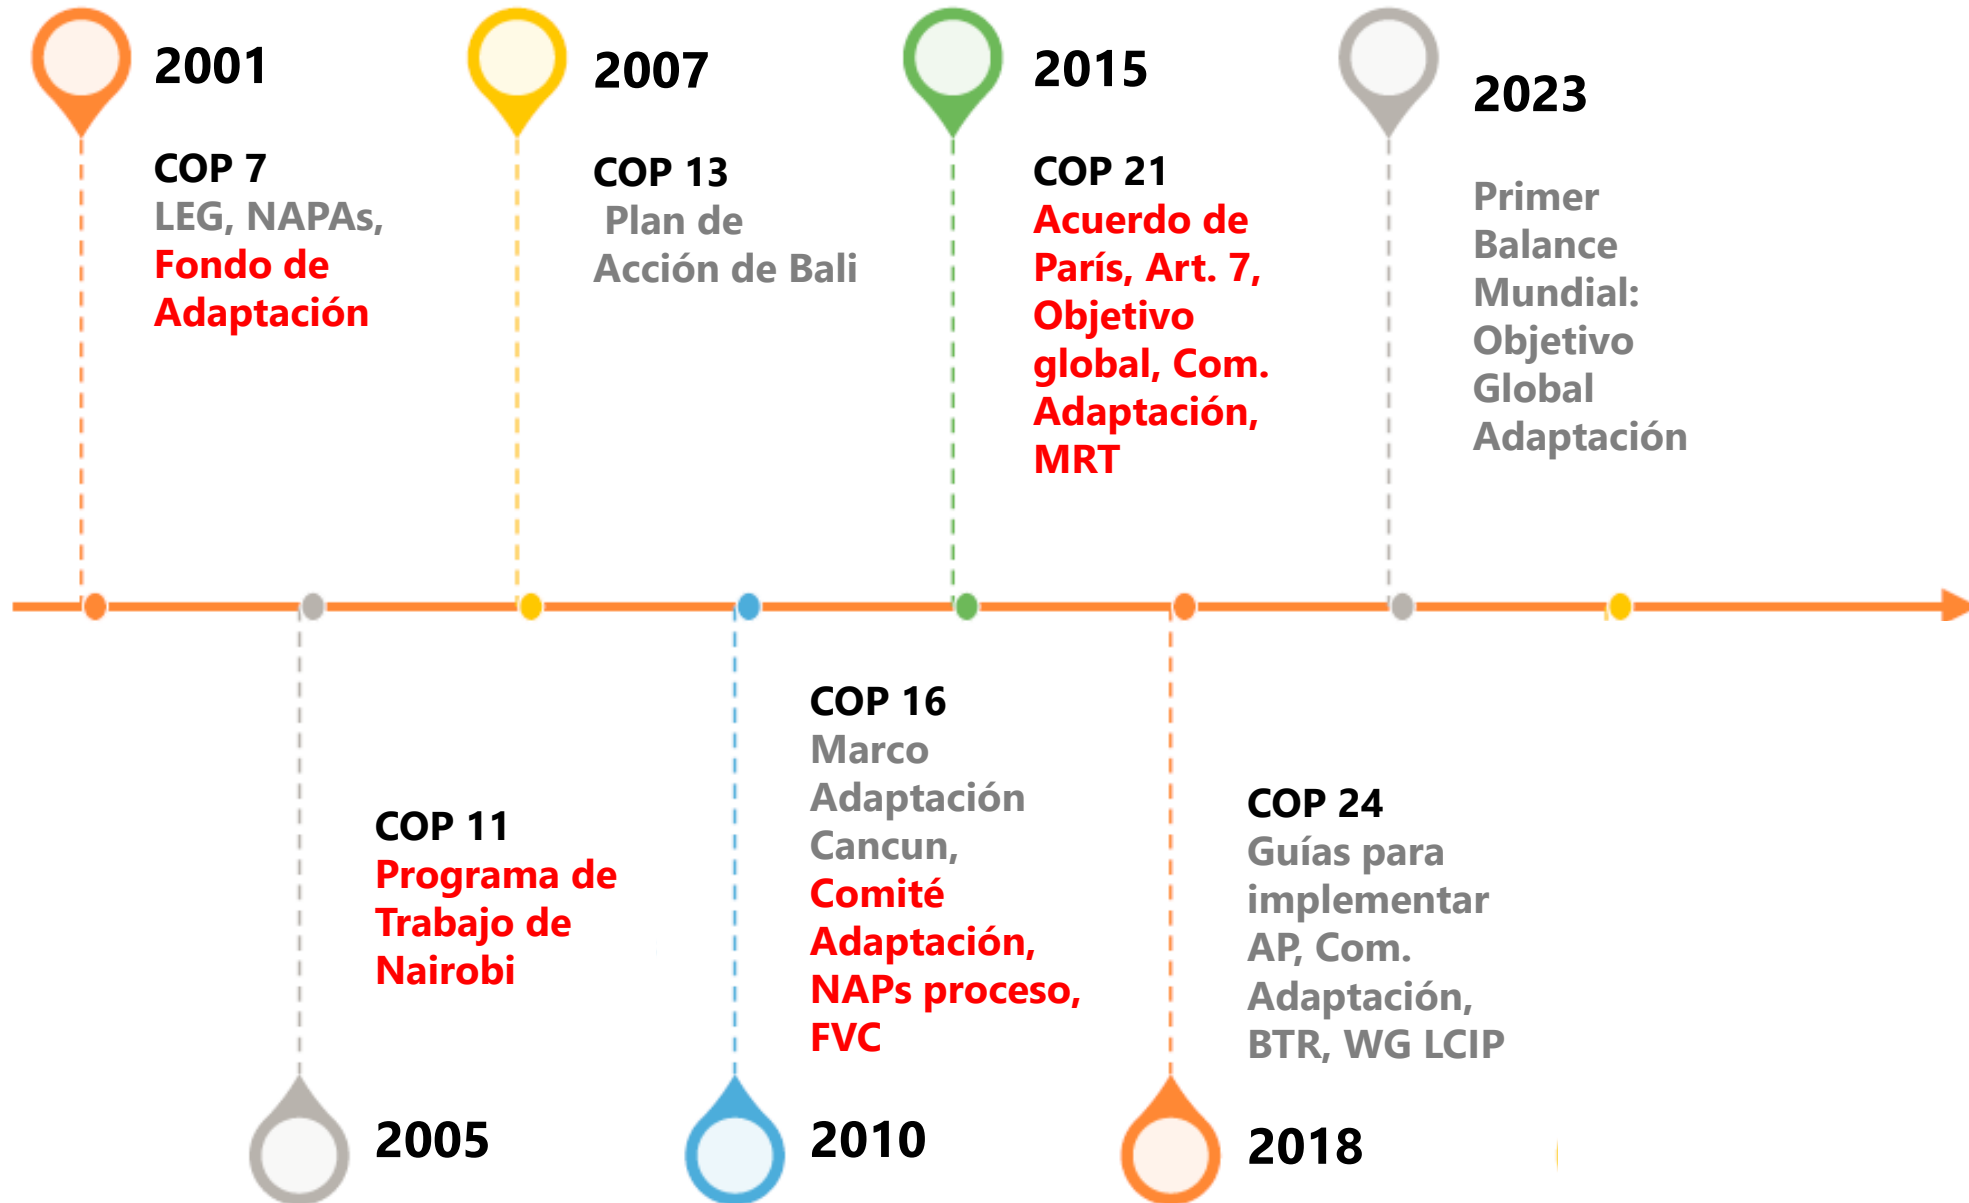 2001
COP 7
LEG, NAPAs,
Fondo de
Adaptación
2007
COP 13
Plan de
Acción de Bali
2015
COP 21
Acuerdo de
París, Art. 7,
Objetivo
global, Com.
Adaptación,
MRT
2023
Primer
Balance
Mundial:
Objetivo
Global
Adaptación
COP 11
Programa de
Trabajo de
Nairobi
2005
COP 16
Marco
Adaptación
Cancun,
Comité
Adaptación,
NAPs proceso,
FVC
2010
COP 24
Guías para
implementar
AP, Com.
Adaptación,
BTR, WG LCIP
2018